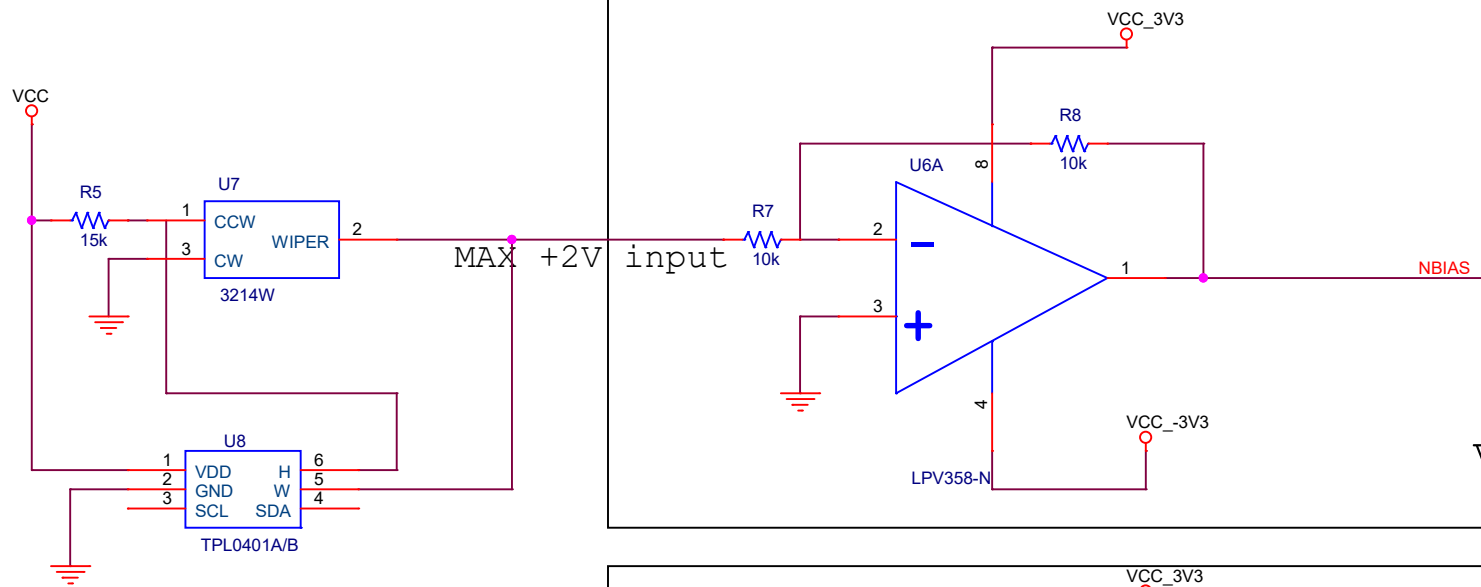 VCC_3V3
VCC
R8
10k
U6A
8
U7
R5
15k
1
CCW
WIPER
2
3
CW
3214W
R7
10k
2
3
1
NBIAS
MAX +2V input
4
VCC_-3V3
LPV358-N
U8
1
VDD
H
6
2
GND
W
5
3
SCL
SDA
4
TPL0401A/B
VCC_3V3